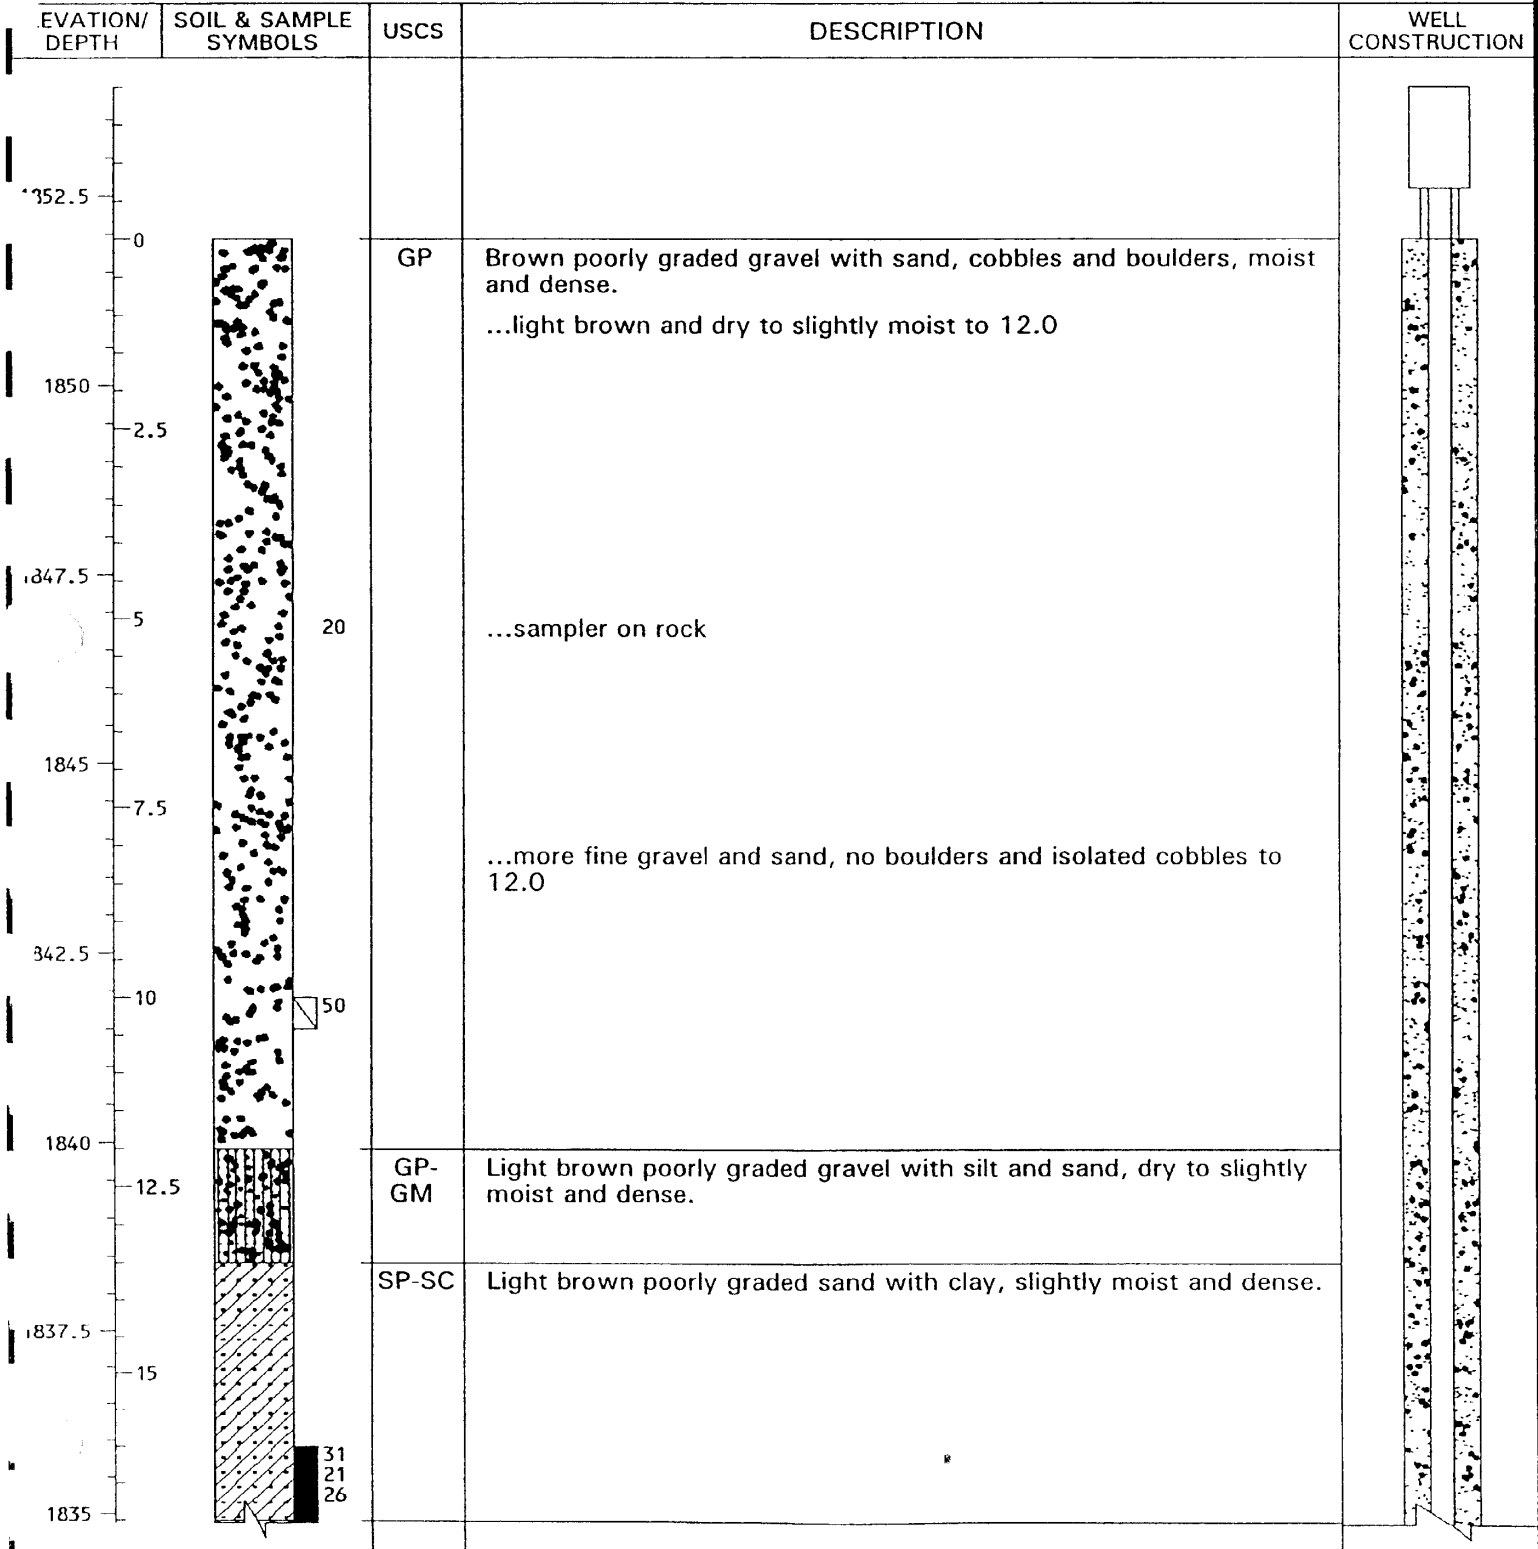 EVATION/ SOIL & SAMPLE USCS DESCRIPTION WELL
DEPTH SYMBOLS CONSTRUCTION
352.5
0
GP Brown poorly graded gravel with sand, cobbles and boulders, moist
and dense.
...light brown and dry to slightly moist to 12.0
1850
2.5
847.5
5 20 ...sampler on rock
1845
7.5
...more fine gravel and sand, no boulders and isolated cobbles to
12.0
842.5
10 50
1840
GP- Light brown poorly graded gravel with silt and sand, dry to slightly
12.5 GM moist and dense.
SP-SC Light brown poorly graded sand with clay, slightly moist and dense.
1837.5
15
31
21
26
1835